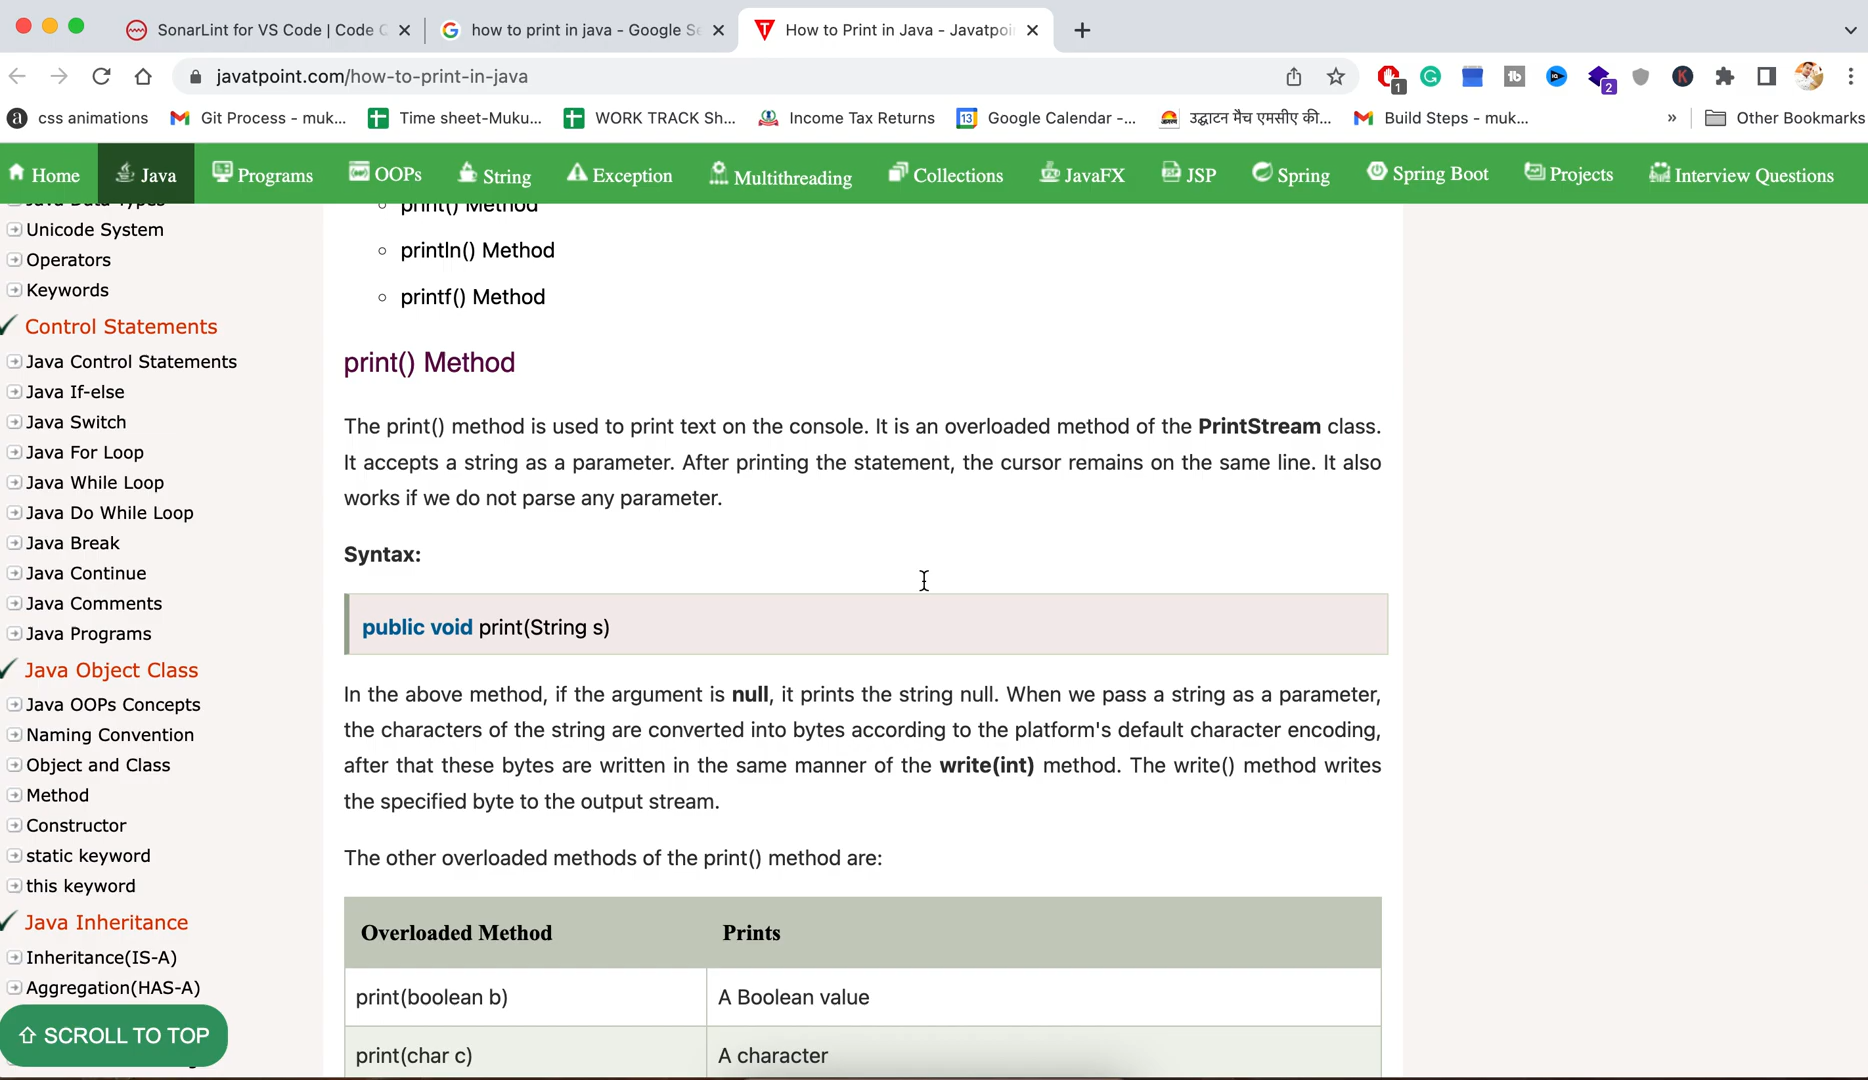 SonarLint for VS Code | Code Q
how to print in java - Google Se
How to Print in Java - Javatpoi
javatpoint.com/how-to-print-in-java
1
2
css animations
Git Process - muk...
Time sheet-Muku...
WORK TRACK Sh...
Income Tax Returns
Google Calendar -...
उद्घाटन मैच एमसीए की...
Build Steps - muk...
»
Other Bookmarks
Home
Java
Programs
OOPs
String
Exception
Multithreading
Collections
JavaFX
JSP
Spring
Spring Boot
Projects
Interview Questions
Java Data Types
Unicode System
Operators
Keywords
Control Statements
Java Control Statements
Java If-else
Java Switch
Java For Loop
Java While Loop
Java Do While Loop
Java Break
Java Continue
Java Comments
Java Programs
Java Object Class
Java OOPs Concepts
Naming Convention
Object and Class
Method
Constructor
static keyword
this keyword
Java Inheritance
Inheritance(IS-A)
Aggregation(HAS-A)
SCROLL TO TOP
print() Method
println() Method
printf() Method
print() Method
The print() method is used to print text on the console. It is an overloaded method of the PrintStream class.
It accepts a string as a parameter. After printing the statement, the cursor remains on the same line. It also
works if we do not parse any parameter.
Syntax:
public void print(String s)
In the above method, if the argument is null, it prints the string null. When we pass a string as a parameter,
the characters of the string are converted into bytes according to the platform's default character encoding,
after that these bytes are written in the same manner of the write(int) method. The write() method writes
the specified byte to the output stream.
The other overloaded methods of the print() method are:
Overloaded Method Prints
print(boolean b) A Boolean value
print(char c) A character